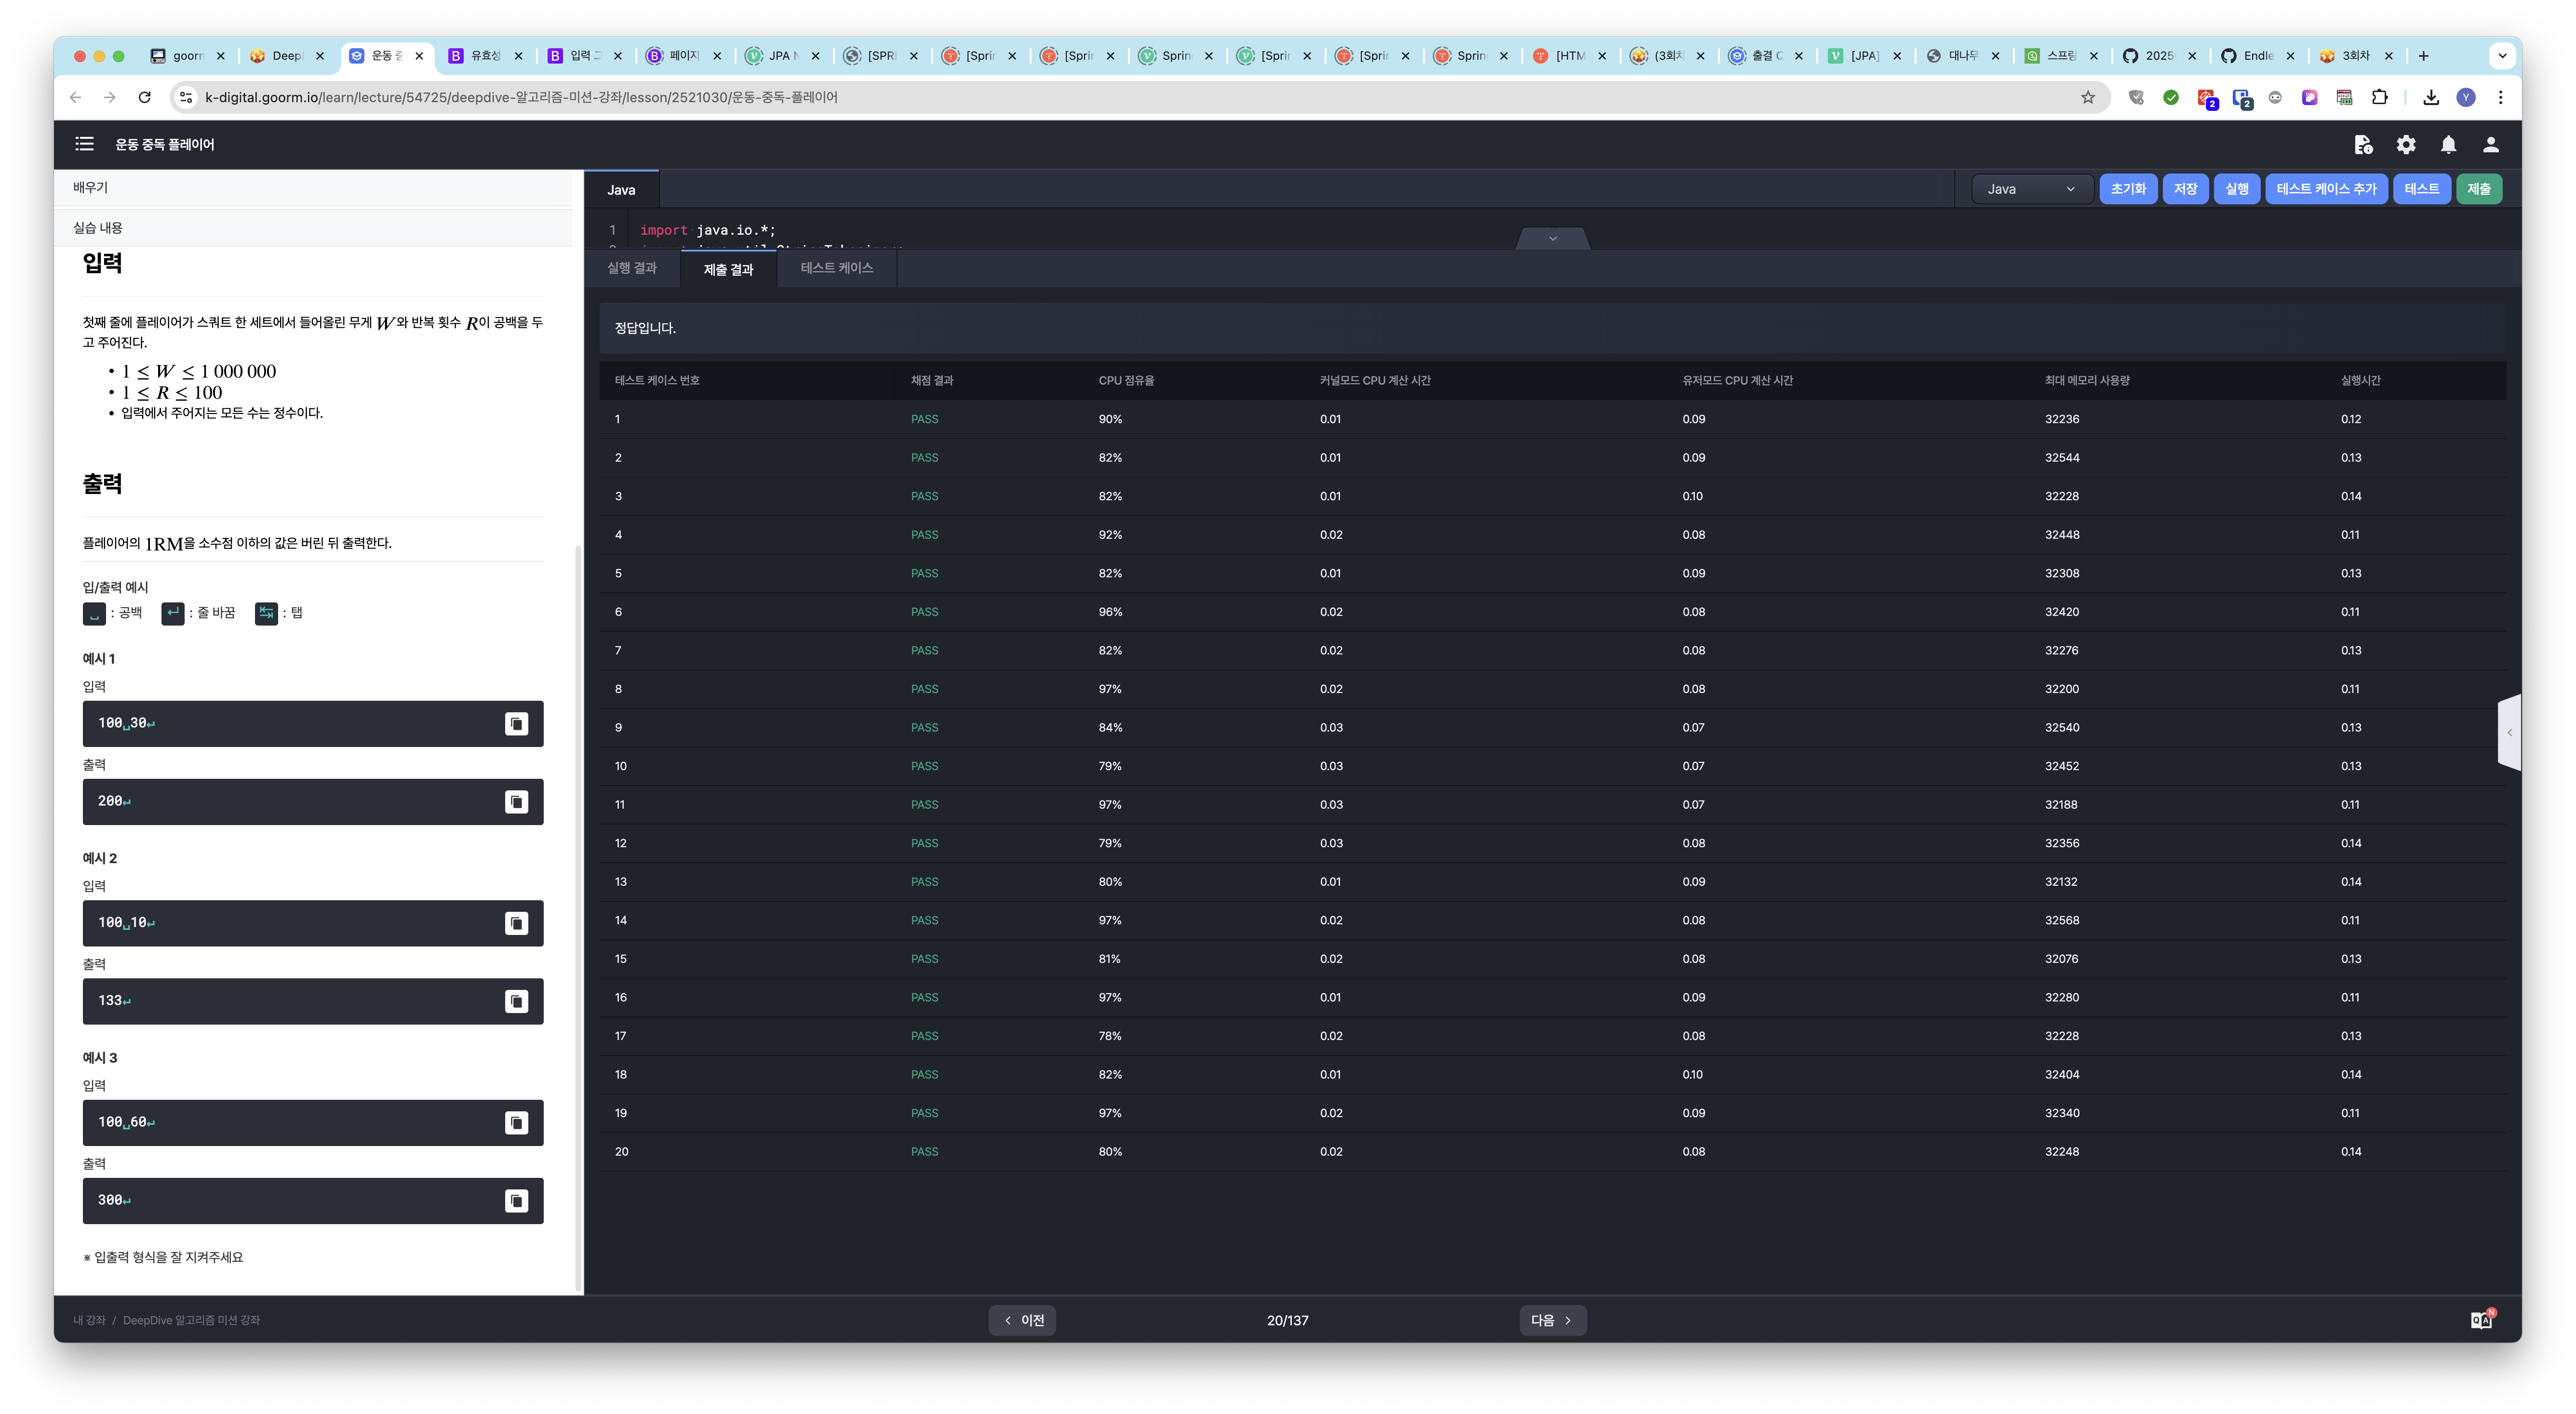 goorm
Deep
운동 중
유효성
입력 그
페이지
JPA N
[SPRI
[Sprir
[Sprir
Spring
[Sprir
[Sprir
Spring
[HTM
(3회차
출결 C
[JPA]
대나무
스프링
2025
Endle
3회차
k-digital.goorm.io/learn/lecture/54725/deepdive-알고리즘-미션-강좌/lesson/2521030/운동-중독-플레이어
2
2
Y
운동 중독 플레이어
배우기
실습 내용
입력
첫째 줄에 플레이어가 스쿼트 한 세트에서 들어올린 무게 W와 반복 횟수 R이 공백을 두
고 주어진다.
• 1 ≤ W ≤ 1 000 000
• 1 ≤ R ≤ 100
• 입력에서 주어지는 모든 수는 정수이다.
출력
플레이어의 1RM을 소수점 이하의 값은 버린 뒤 출력한다.
입/출력 예시
␣ : 공백 ↵ : 줄 바꿈 ↹ : 탭
예시 1
입력
100␣30↵
출력
200↵
예시 2
입력
100␣10↵
출력
133↵
예시 3
입력
100␣60↵
출력
300↵
※ 입출력 형식을 잘 지켜주세요
Java
Java
초기화
저장
실행
테스트 케이스 추가
테스트
제출
1 import java.io.*;
실행 결과
제출 결과
테스트 케이스
정답입니다.
테스트 케이스 번호 채점 결과 CPU 점유율 커널모드 CPU 계산 시간 유저모드 CPU 계산 시간 최대 메모리 사용량 실행시간
1 PASS 90% 0.01 0.09 32236 0.12
2 PASS 82% 0.01 0.09 32544 0.13
3 PASS 82% 0.01 0.10 32228 0.14
4 PASS 92% 0.02 0.08 32448 0.11
5 PASS 82% 0.01 0.09 32308 0.13
6 PASS 96% 0.02 0.08 32420 0.11
7 PASS 82% 0.02 0.08 32276 0.13
8 PASS 97% 0.02 0.08 32200 0.11
9 PASS 84% 0.03 0.07 32540 0.13
10 PASS 79% 0.03 0.07 32452 0.13
11 PASS 97% 0.03 0.07 32188 0.11
12 PASS 79% 0.03 0.08 32356 0.14
13 PASS 80% 0.01 0.09 32132 0.14
14 PASS 97% 0.02 0.08 32568 0.11
15 PASS 81% 0.02 0.08 32076 0.13
16 PASS 97% 0.01 0.09 32280 0.11
17 PASS 78% 0.02 0.08 32228 0.13
18 PASS 82% 0.01 0.10 32404 0.14
19 PASS 97% 0.02 0.09 32340 0.11
20 PASS 80% 0.02 0.08 32248 0.14
내 강좌 / DeepDive 알고리즘 미션 강좌
이전
20/137
다음
QA
N